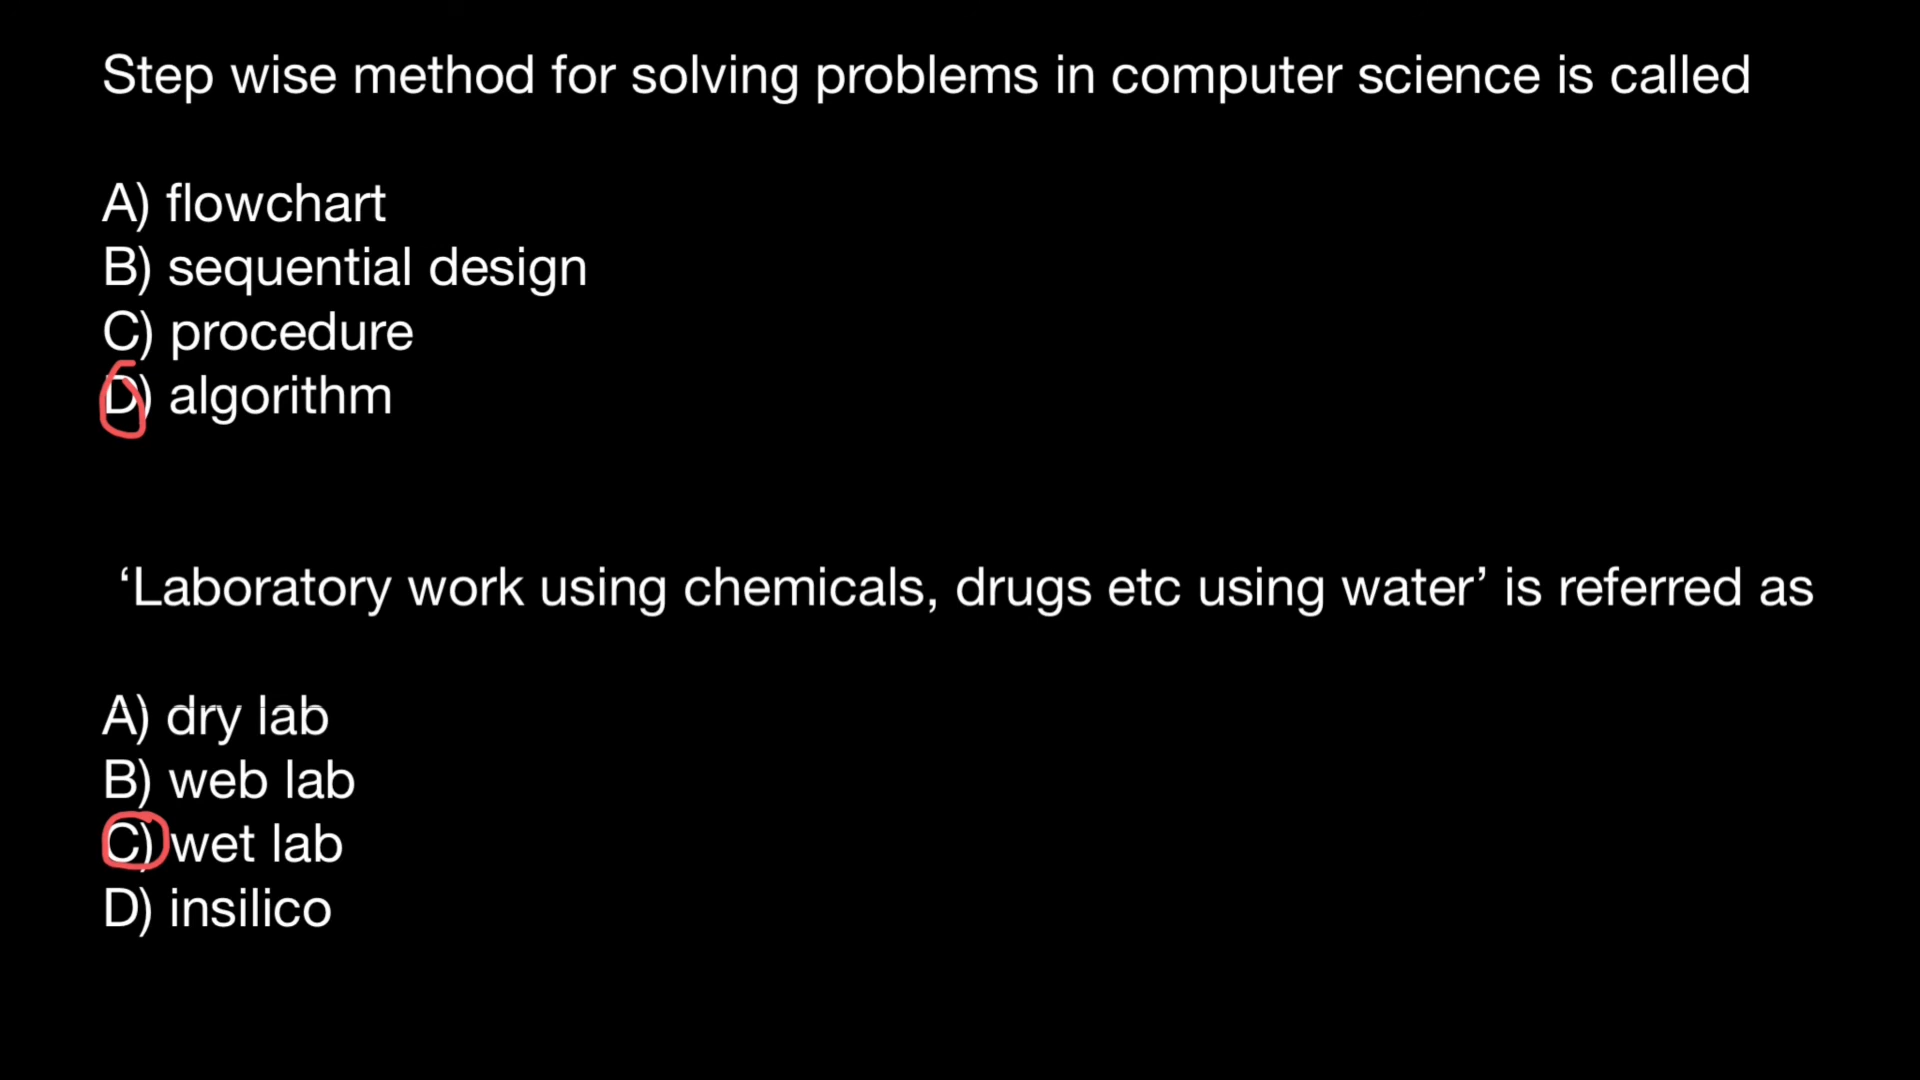 Step wise method for solving problems in computer science is called
A) flowchart
B) sequential design
C) procedure
D) algorithm
‘Laboratory work using chemicals, drugs etc using water’ is referred as
A) dry lab
B) web lab
C) wet lab
D) insilico